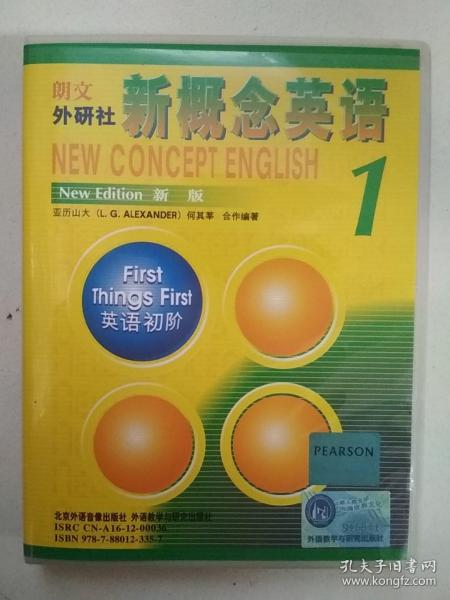 朗文
外研社
新概念英语
NEW CONCEPT ENGLISH
1
New Edition 新 版
亚历山大 (L. G. ALEXANDER) 何其莘 合作编著
First
Things First
英语初阶
PEARSON
北京外语音像出版社 外语教学与研究出版社
ISRC CN-A16-12-00036
ISBN 978-7-88012-335-7
外语教学与研究出版社
孔夫子旧书网
www.kongfz.com